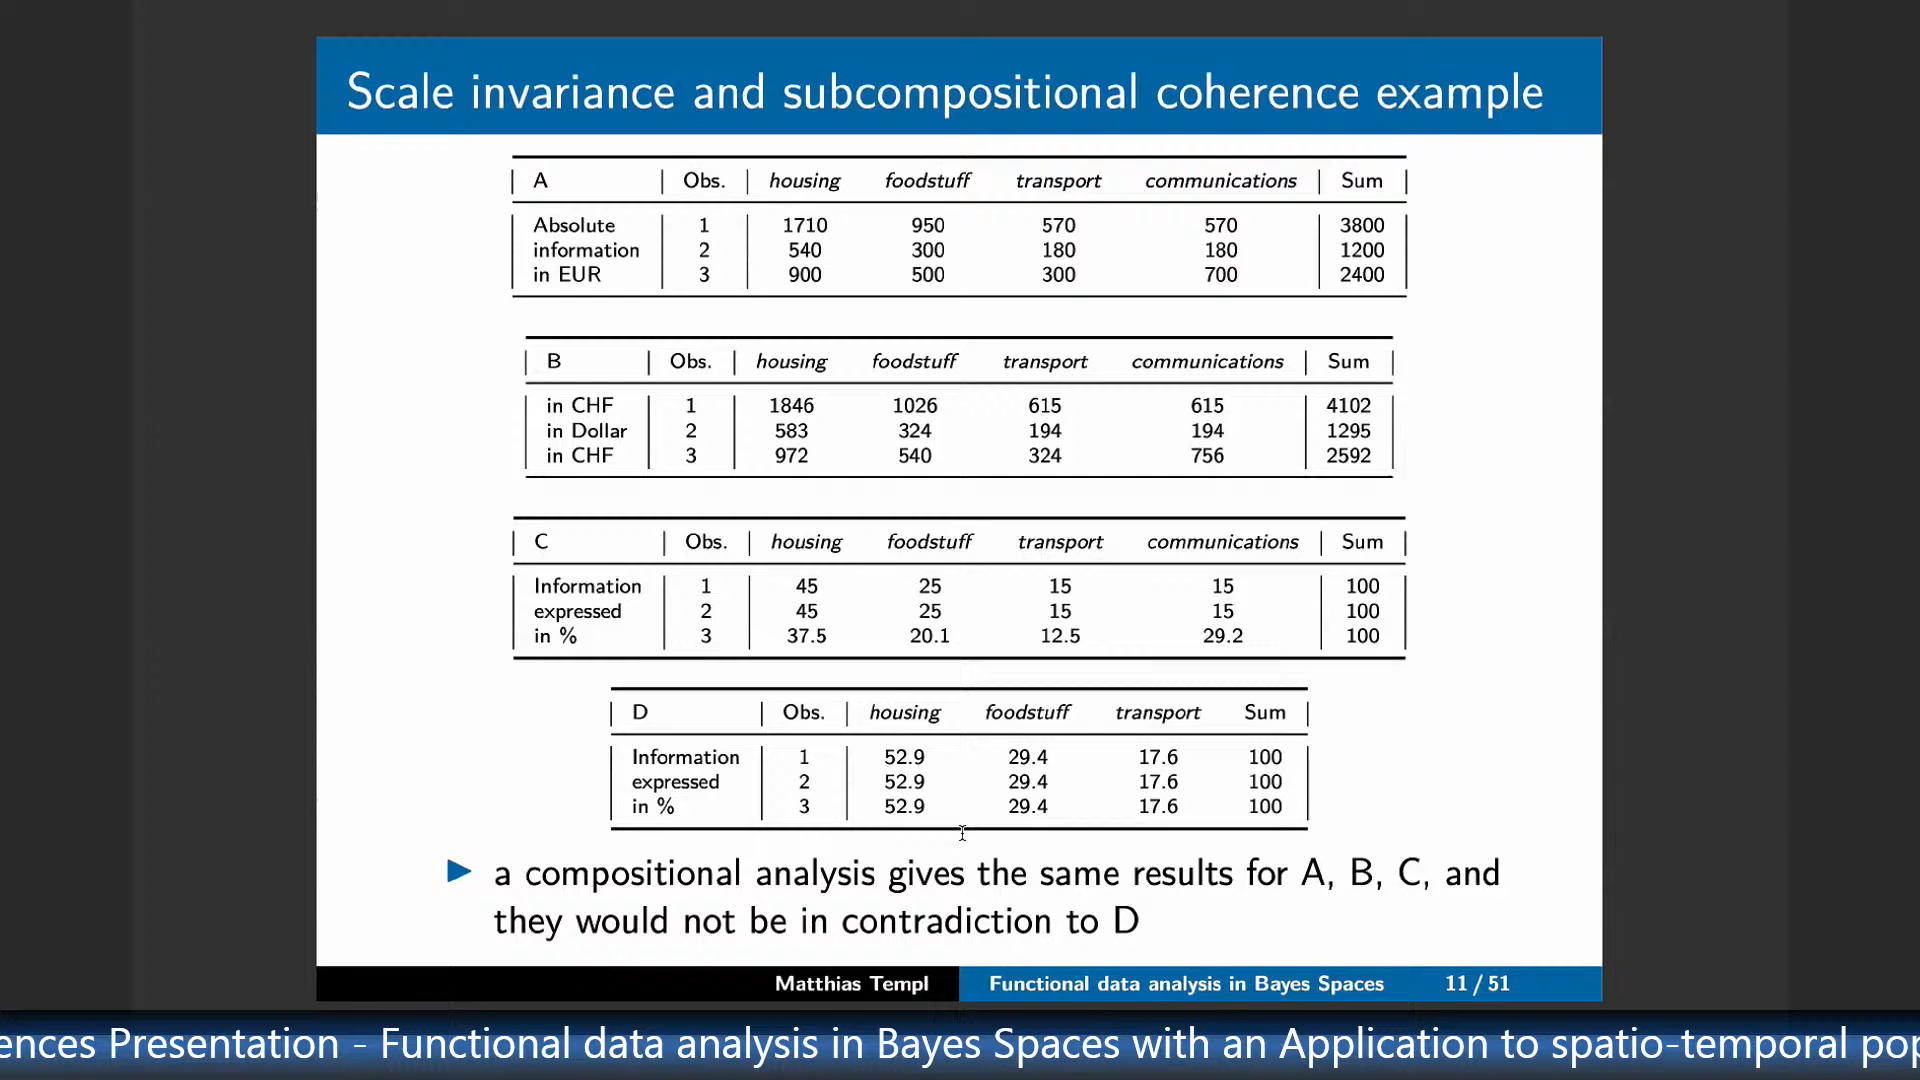 Scale invariance and subcompositional coherence example
A Obs. housing foodstuff transport communications Sum
Absolute 1 1710 950 570 570 3800
information 2 540 300 180 180 1200
in EUR 3 900 500 300 700 2400
B Obs. housing foodstuff transport communications Sum
in CHF 1 1846 1026 615 615 4102
in Dollar 2 583 324 194 194 1295
in CHF 3 972 540 324 756 2592
C Obs. housing foodstuff transport communications Sum
Information 1 45 25 15 15 100
expressed 2 45 25 15 15 100
in % 3 37.5 20.1 12.5 29.2 100
D Obs. housing foodstuff transport Sum
Information 1 52.9 29.4 17.6 100
expressed 2 52.9 29.4 17.6 100
in % 3 52.9 29.4 17.6 100
a compositional analysis gives the same results for A, B, C, and
they would not be in contradiction to D
Matthias Templ Functional data analysis in Bayes Spaces 11 / 51
ences Presentation - Functional data analysis in Bayes Spaces with an Application to spatio-temporal pop